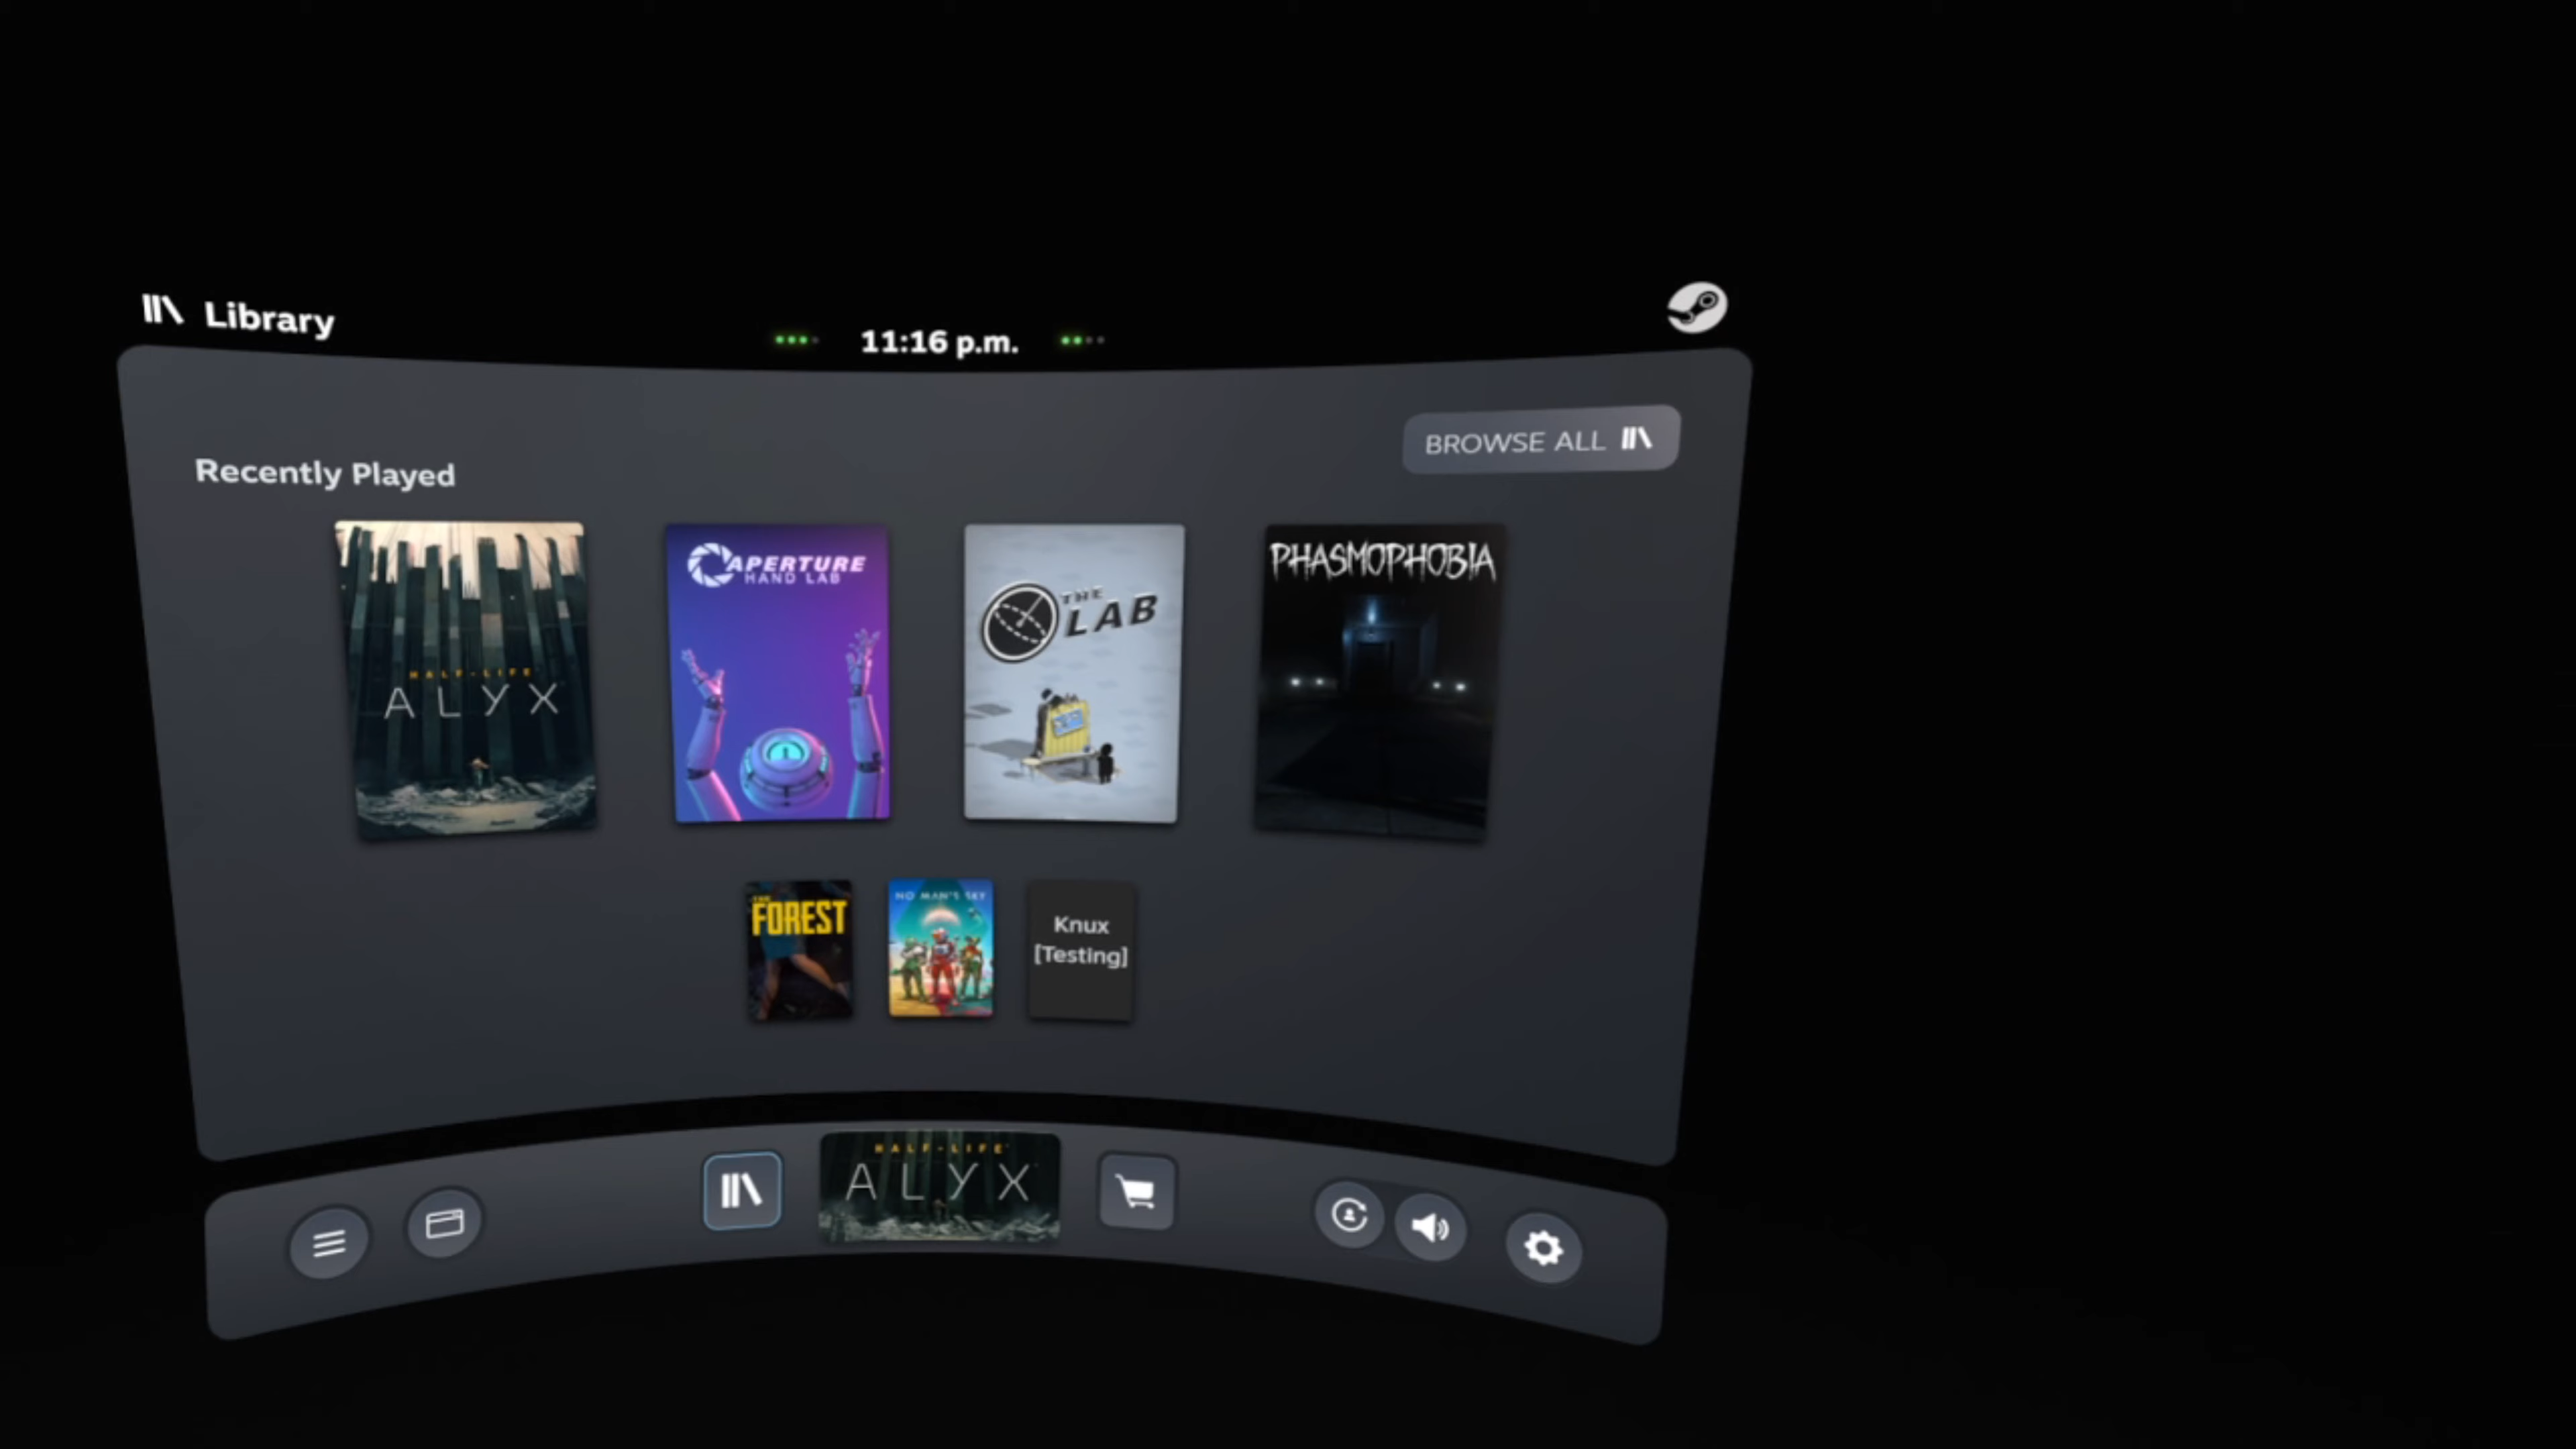 Library
11:16 p.m.
BROWSE ALL
Recently Played
HALF-LIFE
ALYX
APERTURE
HAND LAB
THE
LAB
PHASMOPHOBIA
THE
FOREST
NO MAN'S SKY
Knux
[Testing]
HALF-LIFE
ALYX